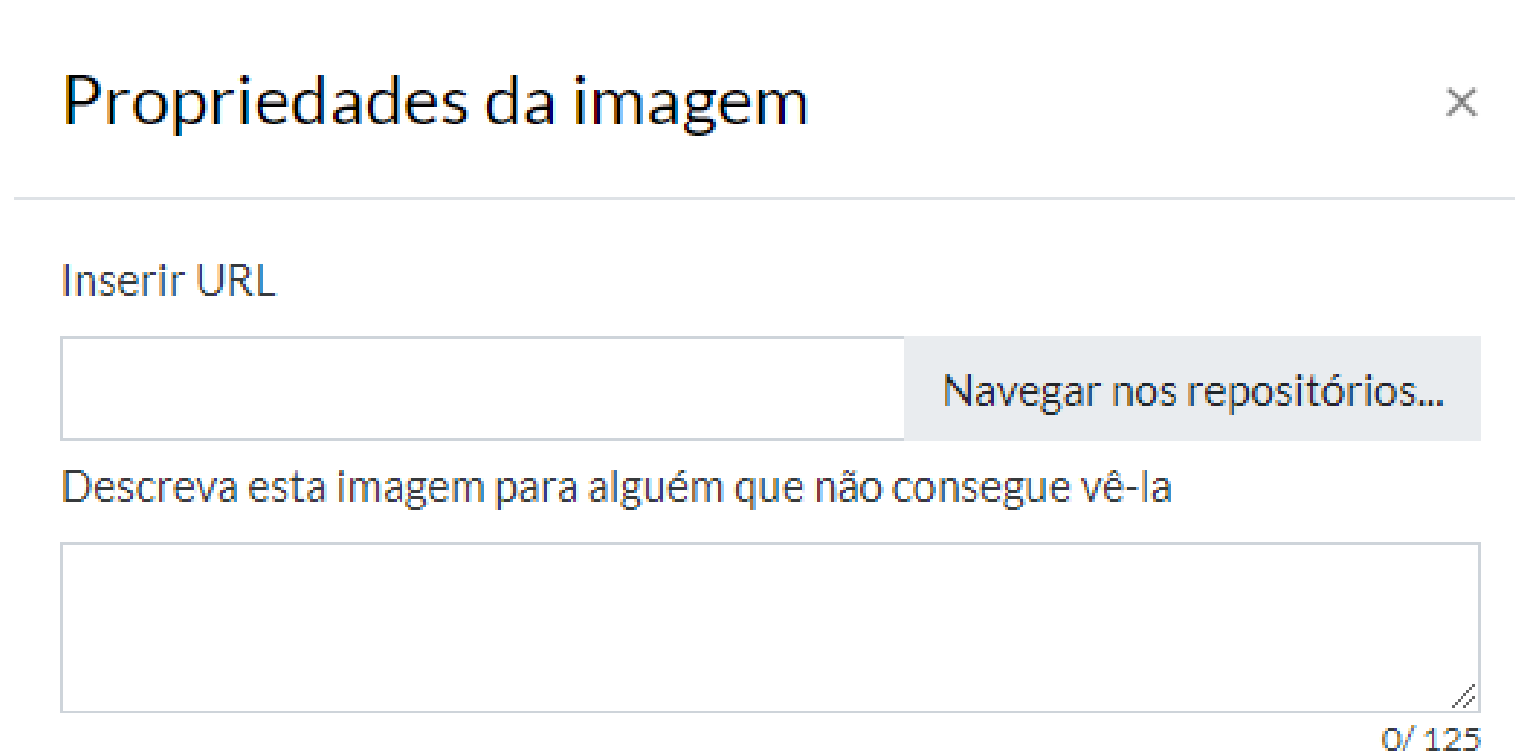 Propriedades da imagem
Inserir URL
Navegar nos repositórios...
Descreva esta imagem para alguém que não consegue vê-la
0/ 125